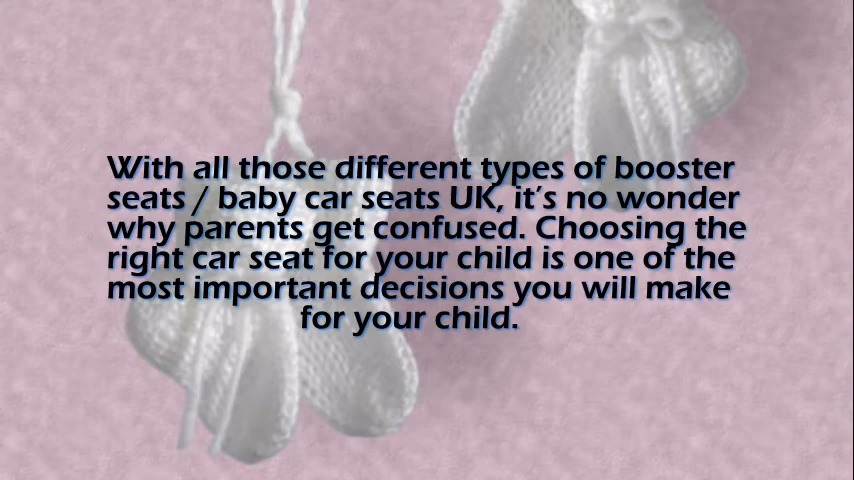 With all those different types of booster
seats / baby car seats UK, it's no wonder
why parents get confused. Choosing the
right car seat for your child is one of the
most important decisions you will make
for your child.